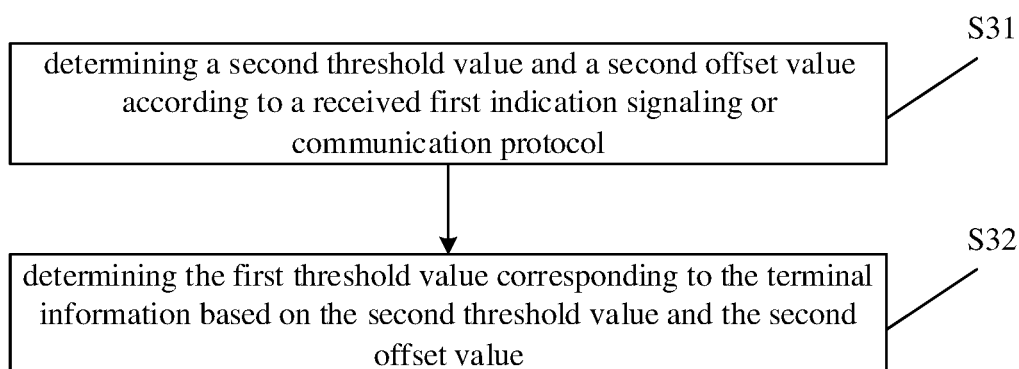 S31
determining a second threshold value and a second offset value
according to a received first indication signaling or
communication protocol
S32
determining the first threshold value corresponding to the terminal
information based on the second threshold value and the second
offset value